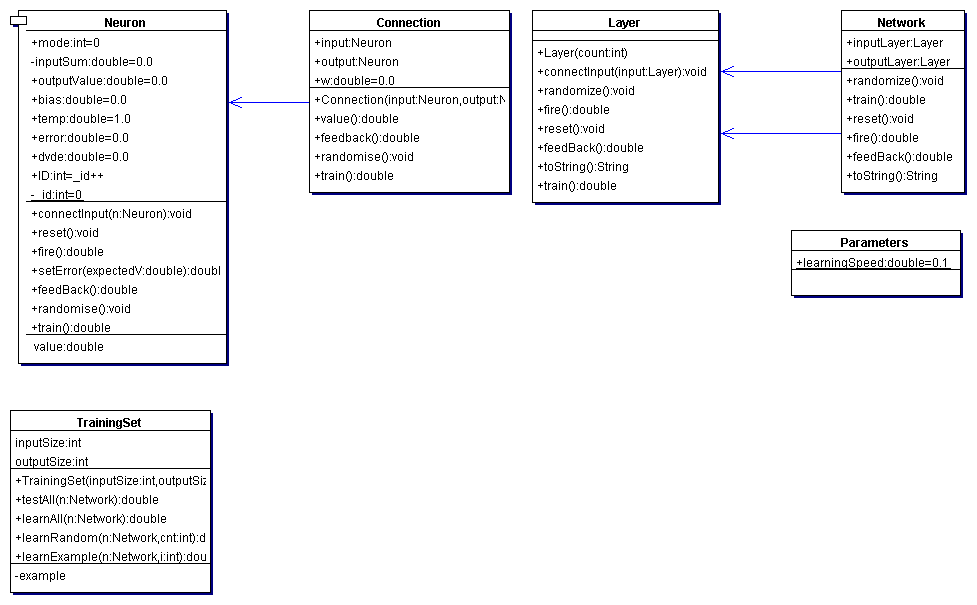 Neuron
+mode:int=0
-inputSum:double=0.0
+outputValue:double=0.0
+bias:double=0.0
+temp:double=1.0
+error:double=0.0
+dvde:double=0.0
+ID:int=_id++
-_id:int=0
+connectInput(n:Neuron):void
+reset():void
+fire():double
+setError(expectedV:double):doubl
+feedBack():double
+randomise():void
+train():double
value:double
Connection
+input:Neuron
+output:Neuron
+w:double=0.0
+Connection(input:Neuron,output:N
+value():double
+feedback():double
+randomise():void
+train():double
Layer
+Layer(count:int)
+connectInput(input:Layer):void
+randomize():void
+fire():double
+reset():void
+feedBack():double
+toString():String
+train():double
Network
+inputLayer:Layer
+outputLayer:Layer
+randomize():void
+train():double
+reset():void
+fire():double
+feedBack():double
+toString():String
Parameters
+learningSpeed:double=0.1
TrainingSet
inputSize:int
outputSize:int
+TrainingSet(inputSize:int,outputSiz
+testAll(n:Network):double
+learnAll(n:Network):double
+learnRandom(n:Network,cnt:int):d
+learnExample(n:Network,i:int):dou
-example